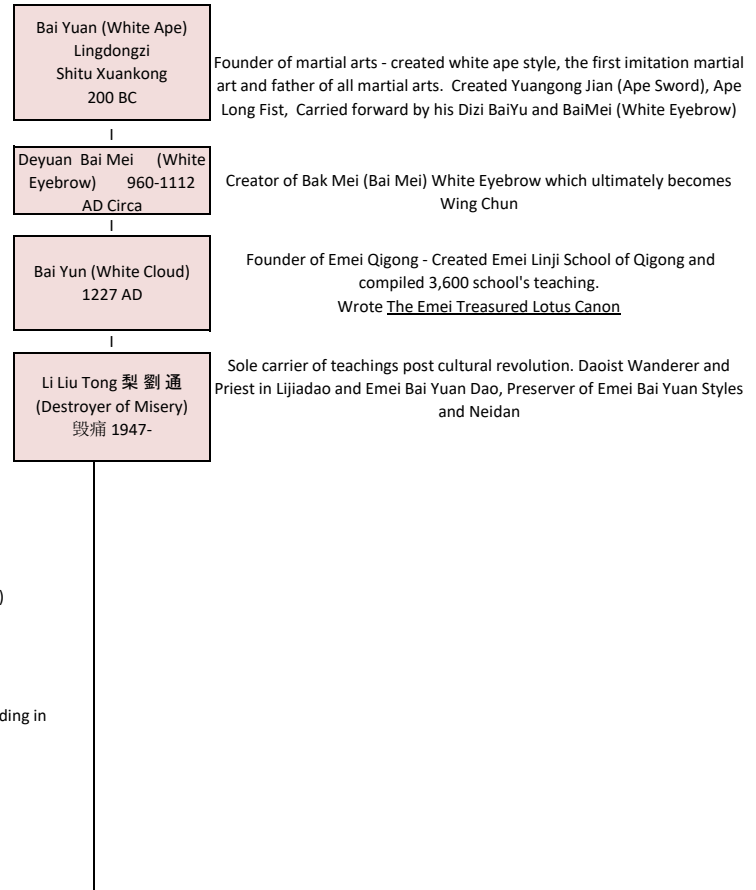 Bai Yuan (White Ape)
Lingdongzi
Shitu Xuankong
200 BC
Founder of martial arts - created white ape style, the first imitation martial
art and father of all martial arts. Created Yuangong Jian (Ape Sword), Ape
Long Fist, Carried forward by his Dizi BaiYu and BaiMei (White Eyebrow)
Deyuan Bai Mei (White
Eyebrow) 960-1112
AD Circa
Creator of Bak Mei (Bai Mei) White Eyebrow which ultimately becomes
Wing Chun
Bai Yun (White Cloud)
1227 AD
Founder of Emei Qigong - Created Emei Linji School of Qigong and
compiled 3,600 school's teaching.
Wrote The Emei Treasured Lotus Canon
Li Liu Tong 梨 劉 通
(Destroyer of Misery)
毀痛 1947-
Sole carrier of teachings post cultural revolution. Daoist Wanderer and
Priest in Lijiadao and Emei Bai Yuan Dao, Preserver of Emei Bai Yuan Styles
and Neidan
)
ding in